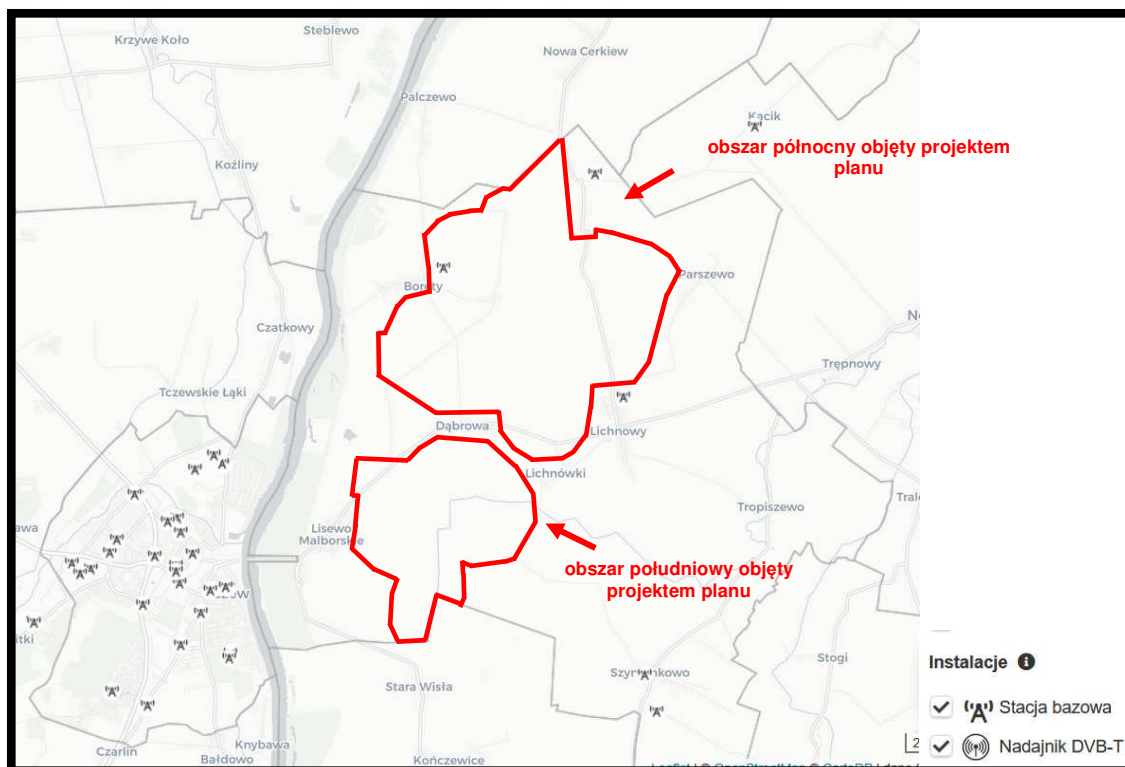 Steblewo
Krzywe Koło
Nowa Cerkiew
Palczewo
Kącik
obszar północny objęty projektem
planu
Koźliny
Parszewo
Borety
Czatkowy
Trępnowy
Tczewskie Łąki
Dąbrowa
Lichnowy
Lichnówki
Lisewo
Malborskie
Tropiszewo
obszar południowy objęty
projektem planu
Stogi
Instalacje
Stara Wisła
Stacja bazowa
Knybawa
Czarlin
Bałdowo
Kończewice
Nadajnik DVB-T